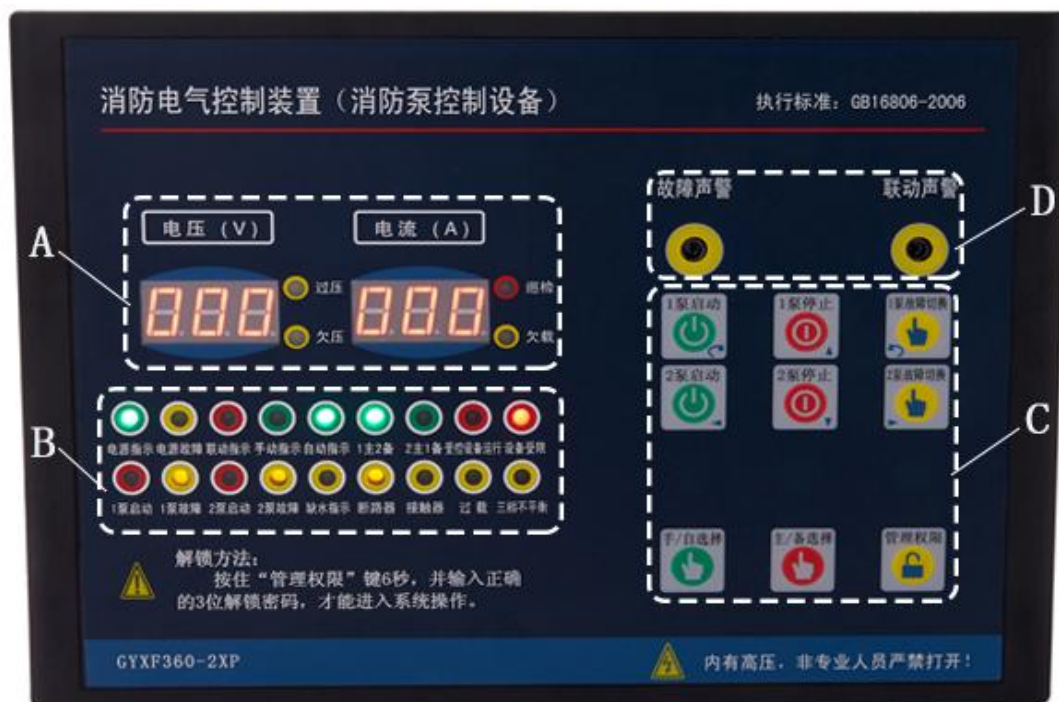 消防电气控制装置（消防泵控制设备）
执行标准：GB16806-2006
故障声警
联动声警
D
A
电压（V）
电流（A）
000
过压
欠压
000
巡检
欠载
1泵启动
1泵停止
1泵故障切换
2泵启动
2泵停止
2泵故障切换
C
B
电源指示 电源故障 联动指示 手动指示 自动指示 1主2备 2主1备 受控设备运行 设备受限
1泵启动 1泵故障 2泵启动 2泵故障 缺水指示 断路器 接触器 过载 三相不平衡
手/自选择
主/备选择
管理权限
解锁方法：
按住“管理权限”键6秒，并输入正确
的3位解锁密码，才能进入系统操作。
GYXF360-2XP
内有高压，非专业人员严禁打开！